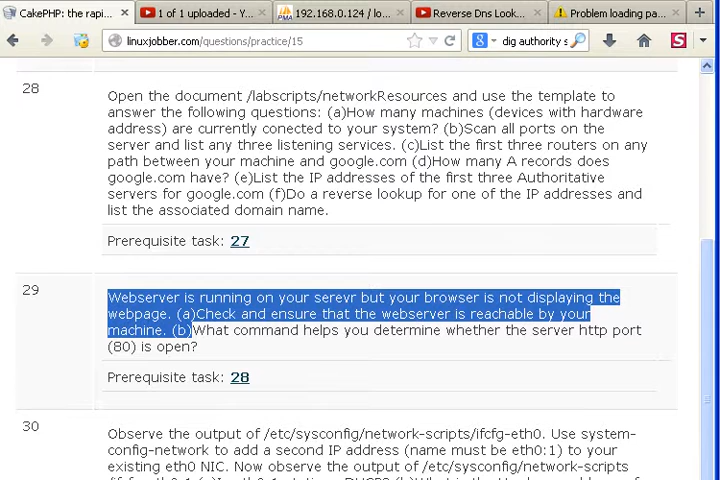 CakePHP: the rapi...
1 of 1 uploaded - Y...
PMA 192.168.0.124 / lo...
Reverse Dns Look...
Problem loading pa...
linuxjobber.com/questions/practice/15
dig authority s
28
Open the document /labscripts/networkResources and use the template to
answer the following questions: (a)How many machines (devices with hardware
address) are currently conected to your system? (b)Scan all ports on the
server and list any three listening services. (c)List the first three routers on any
path between your machine and google.com (d)How many A records does
google.com have? (e)List the IP addresses of the first three Authoritative
servers for google.com (f)Do a reverse lookup for one of the IP addresses and
list the associated domain name.
Prerequisite task: 27
29
Webserver is running on your serevr but your browser is not displaying the
webpage. (a)Check and ensure that the webserver is reachable by your
machine. (b)What command helps you determine whether the server http port
(80) is open?
Prerequisite task: 28
30
Observe the output of /etc/sysconfig/network-scripts/ifcfg-eth0. Use system-
config-network to add a second IP address (name must be eth0:1) to your
existing eth0 NIC. Now observe the output of /etc/sysconfig/network-scripts